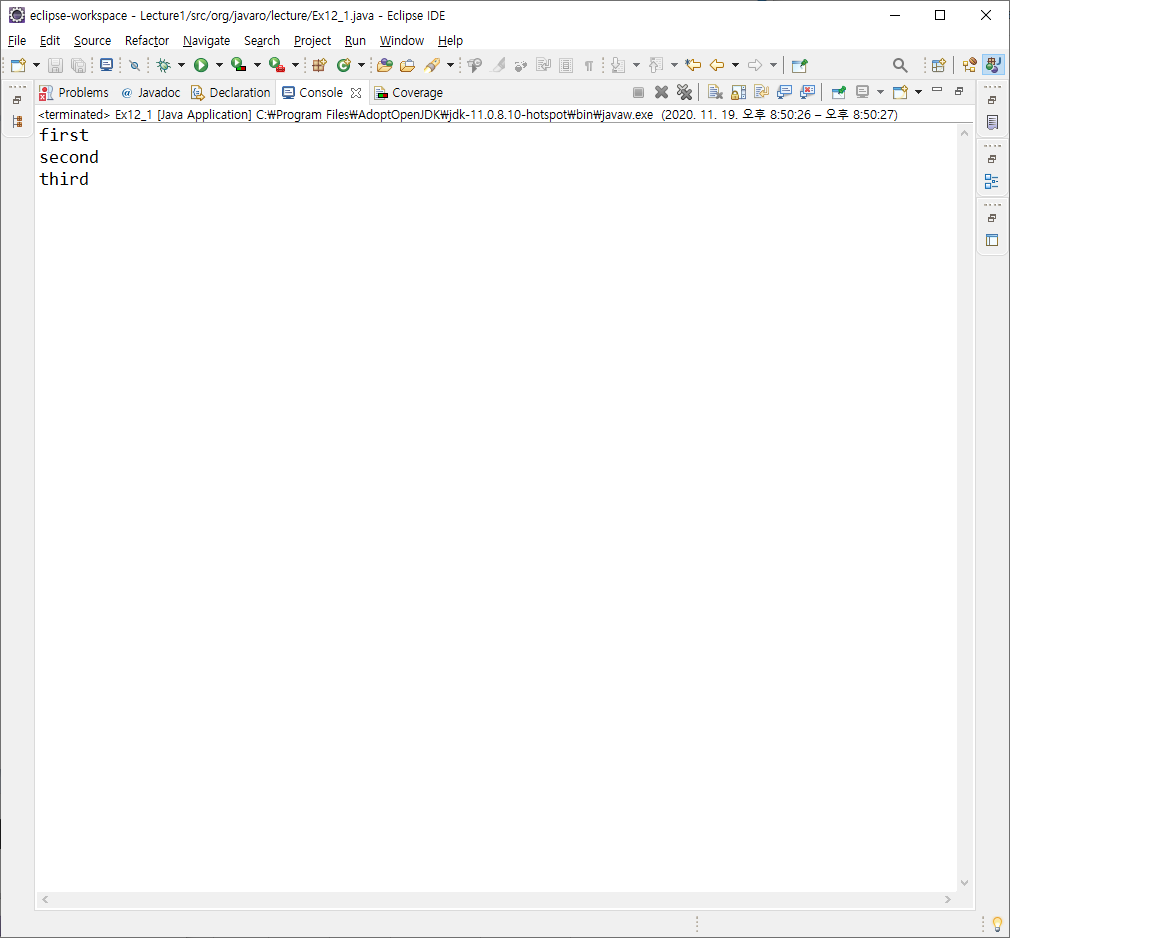 eclipse-workspace - Lecture1/src/org/javaro/lecture/Ex12_1.java - Eclipse IDE
File Edit Source Refactor Navigate Search Project Run Window Help
Problems @ Javadoc Declaration Console Coverage
<terminated> Ex12_1 [Java Application] C:₩Program Files₩AdoptOpenJDK₩jdk-11.0.8.10-hotspot₩bin₩javaw.exe (2020. 11. 19. 오후 8:50:26 – 오후 8:50:27)
first
second
third